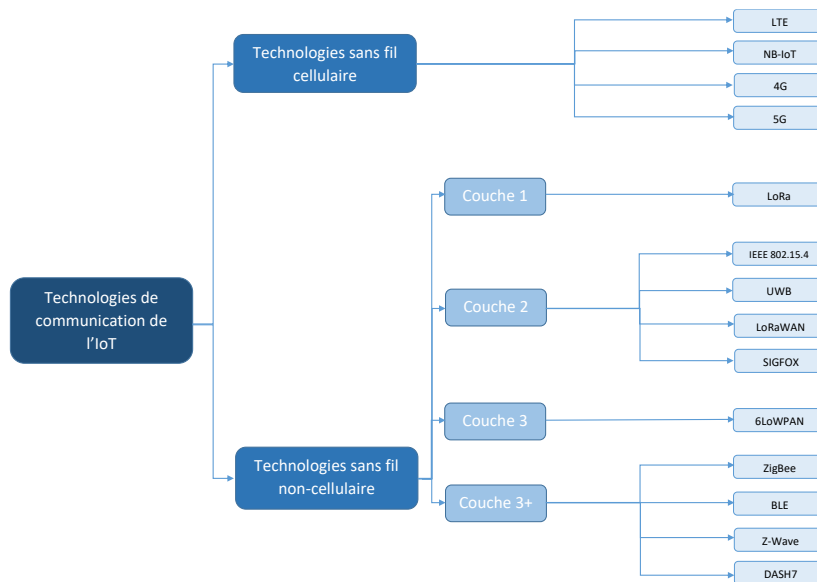 Technologies sans fil
cellulaire
LTE
NB-IoT
4G
5G
Couche 1
LoRa
Technologies de
communication de
l'IoT
Couche 2
IEEE 802.15.4
UWB
LoRaWAN
SIGFOX
Couche 3
6LoWPAN
Technologies sans fil
non-cellulaire
Couche 3+
ZigBee
BLE
Z-Wave
DASH7